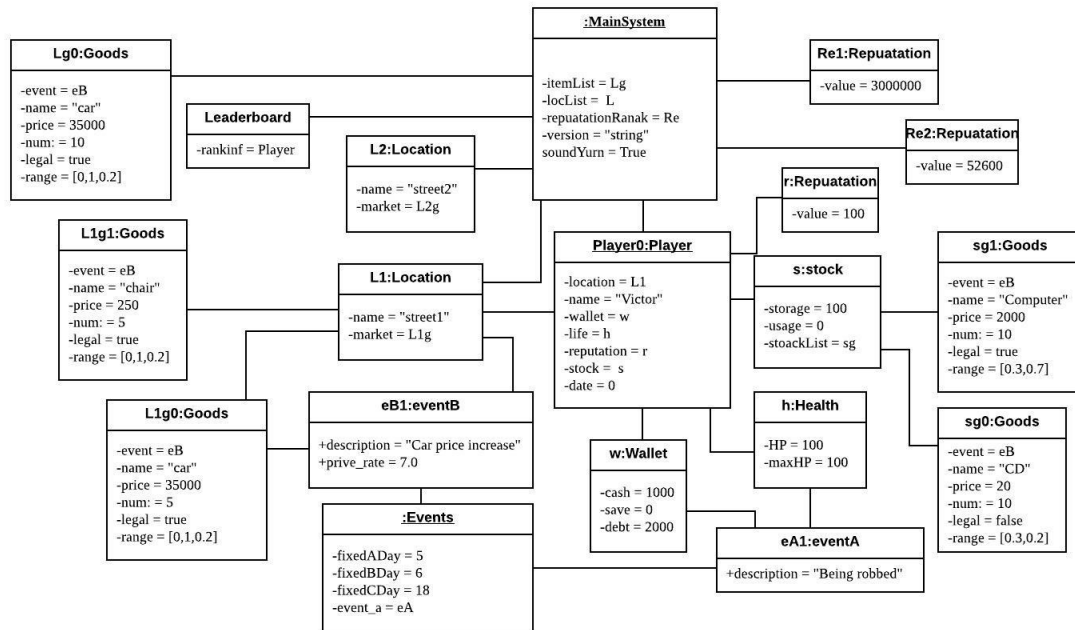 :MainSystem
-itemList = Lg
-locList =  L
-repuatationRanak = Re
-version = "string"
soundYurn = True
Lg0:Goods
-event = eB
-name = "car"
-price = 35000
-num: = 10
-legal = true
-range = [0,1,0.2]
Leaderboard
-rankinf = Player
L2:Location
-name = "street2"
-market = L2g
Re1:Repuatation
-value = 3000000
Re2:Repuatation
-value = 52600
r:Repuatation
-value = 100
L1g1:Goods
-event = eB
-name = "chair"
-price = 250
-num: = 5
-legal = true
-range = [0,1,0.2]
L1:Location
-name = "street1"
-market = L1g
Player0:Player
-location = L1
-name = "Victor"
-wallet = w
-life = h
-reputation = r
-stock =  s
-date = 0
s:stock
-storage = 100
-usage = 0
-stoackList = sg
sg1:Goods
-event = eB
-name = "Computer"
-price = 2000
-num: = 10
-legal = true
-range = [0.3,0.7]
L1g0:Goods
-event = eB
-name = "car"
-price = 35000
-num: = 5
-legal = true
-range = [0,1,0.2]
eB1:eventB
+description = "Car price increase"
+prive_rate = 7.0
w:Wallet
-cash = 1000
-save = 0
-debt = 2000
h:Health
-HP = 100
-maxHP = 100
sg0:Goods
-event = eB
-name = "CD"
-price = 20
-num: = 10
-legal = false
-range = [0.3,0.2]
:Events
-fixedADay = 5
-fixedBDay = 6
-fixedCDay = 18
-event_a = eA
eA1:eventA
+description = "Being robbed"